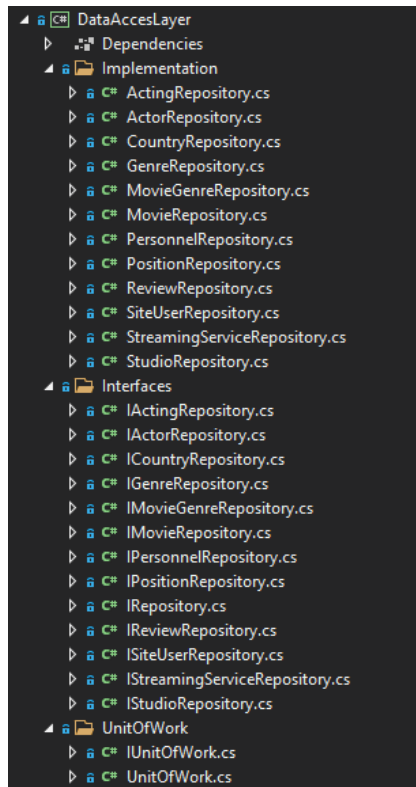 C# DataAccesLayer
Dependencies
Implementation
C# ActingRepository.cs
C# ActorRepository.cs
C# CountryRepository.cs
C# GenreRepository.cs
C# MovieGenreRepository.cs
C# MovieRepository.cs
C# PersonnelRepository.cs
C# PositionRepository.cs
C# ReviewRepository.cs
C# SiteUserRepository.cs
C# StreamingServiceRepository.cs
C# StudioRepository.cs
Interfaces
C# IActingRepository.cs
C# IActorRepository.cs
C# ICountryRepository.cs
C# IGenreRepository.cs
C# IMovieGenreRepository.cs
C# IMovieRepository.cs
C# IPersonnelRepository.cs
C# IPositionRepository.cs
C# IRepository.cs
C# IReviewRepository.cs
C# ISiteUserRepository.cs
C# IStreamingServiceRepository.cs
C# IStudioRepository.cs
UnitOfWork
C# IUnitOfWork.cs
C# UnitOfWork.cs